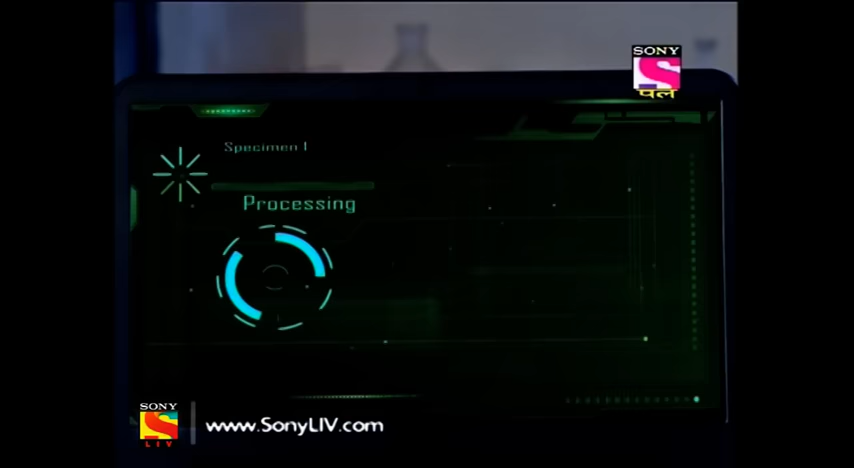 SONY
S
पल
Specimen 1
Processing
SONY
S
LIV
www.SonyLIV.com